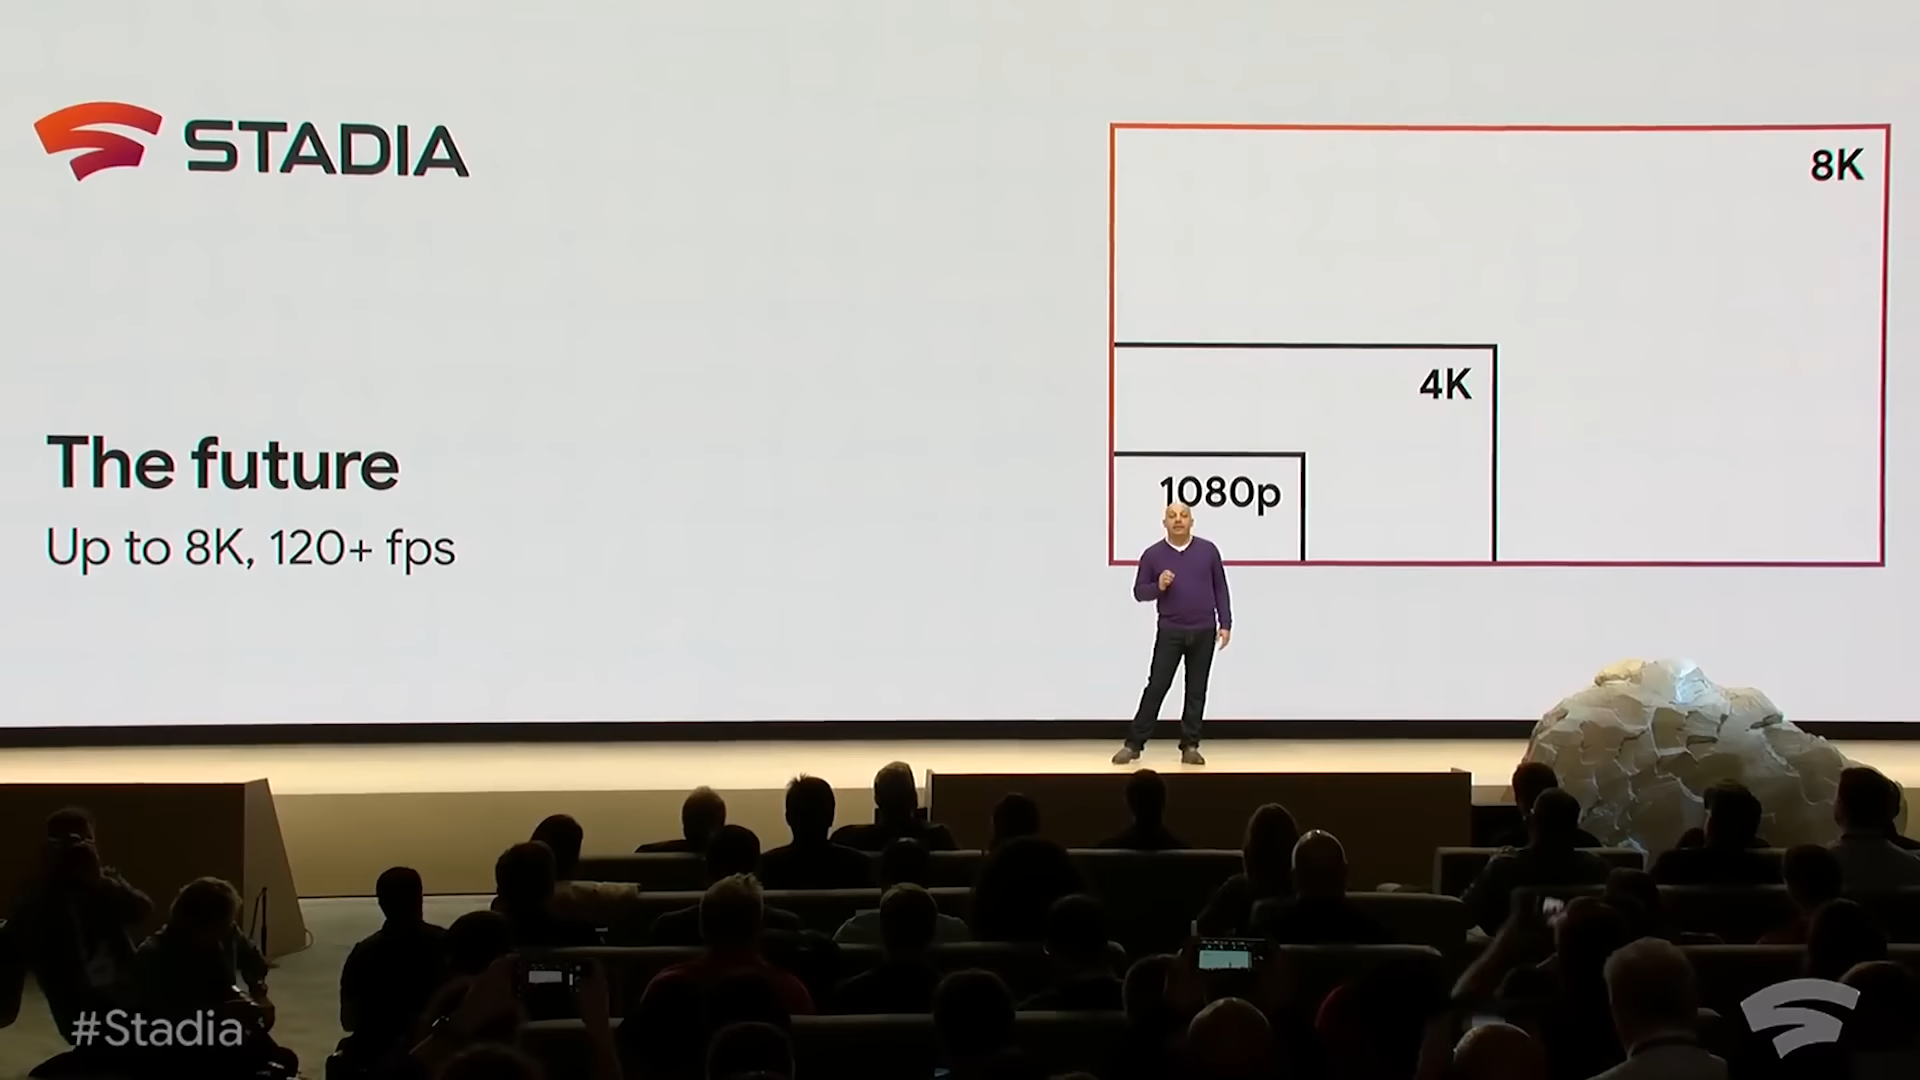 STADIA
8K
4K
The future
1080p
Up to 8K, 120+ fps
#Stadia